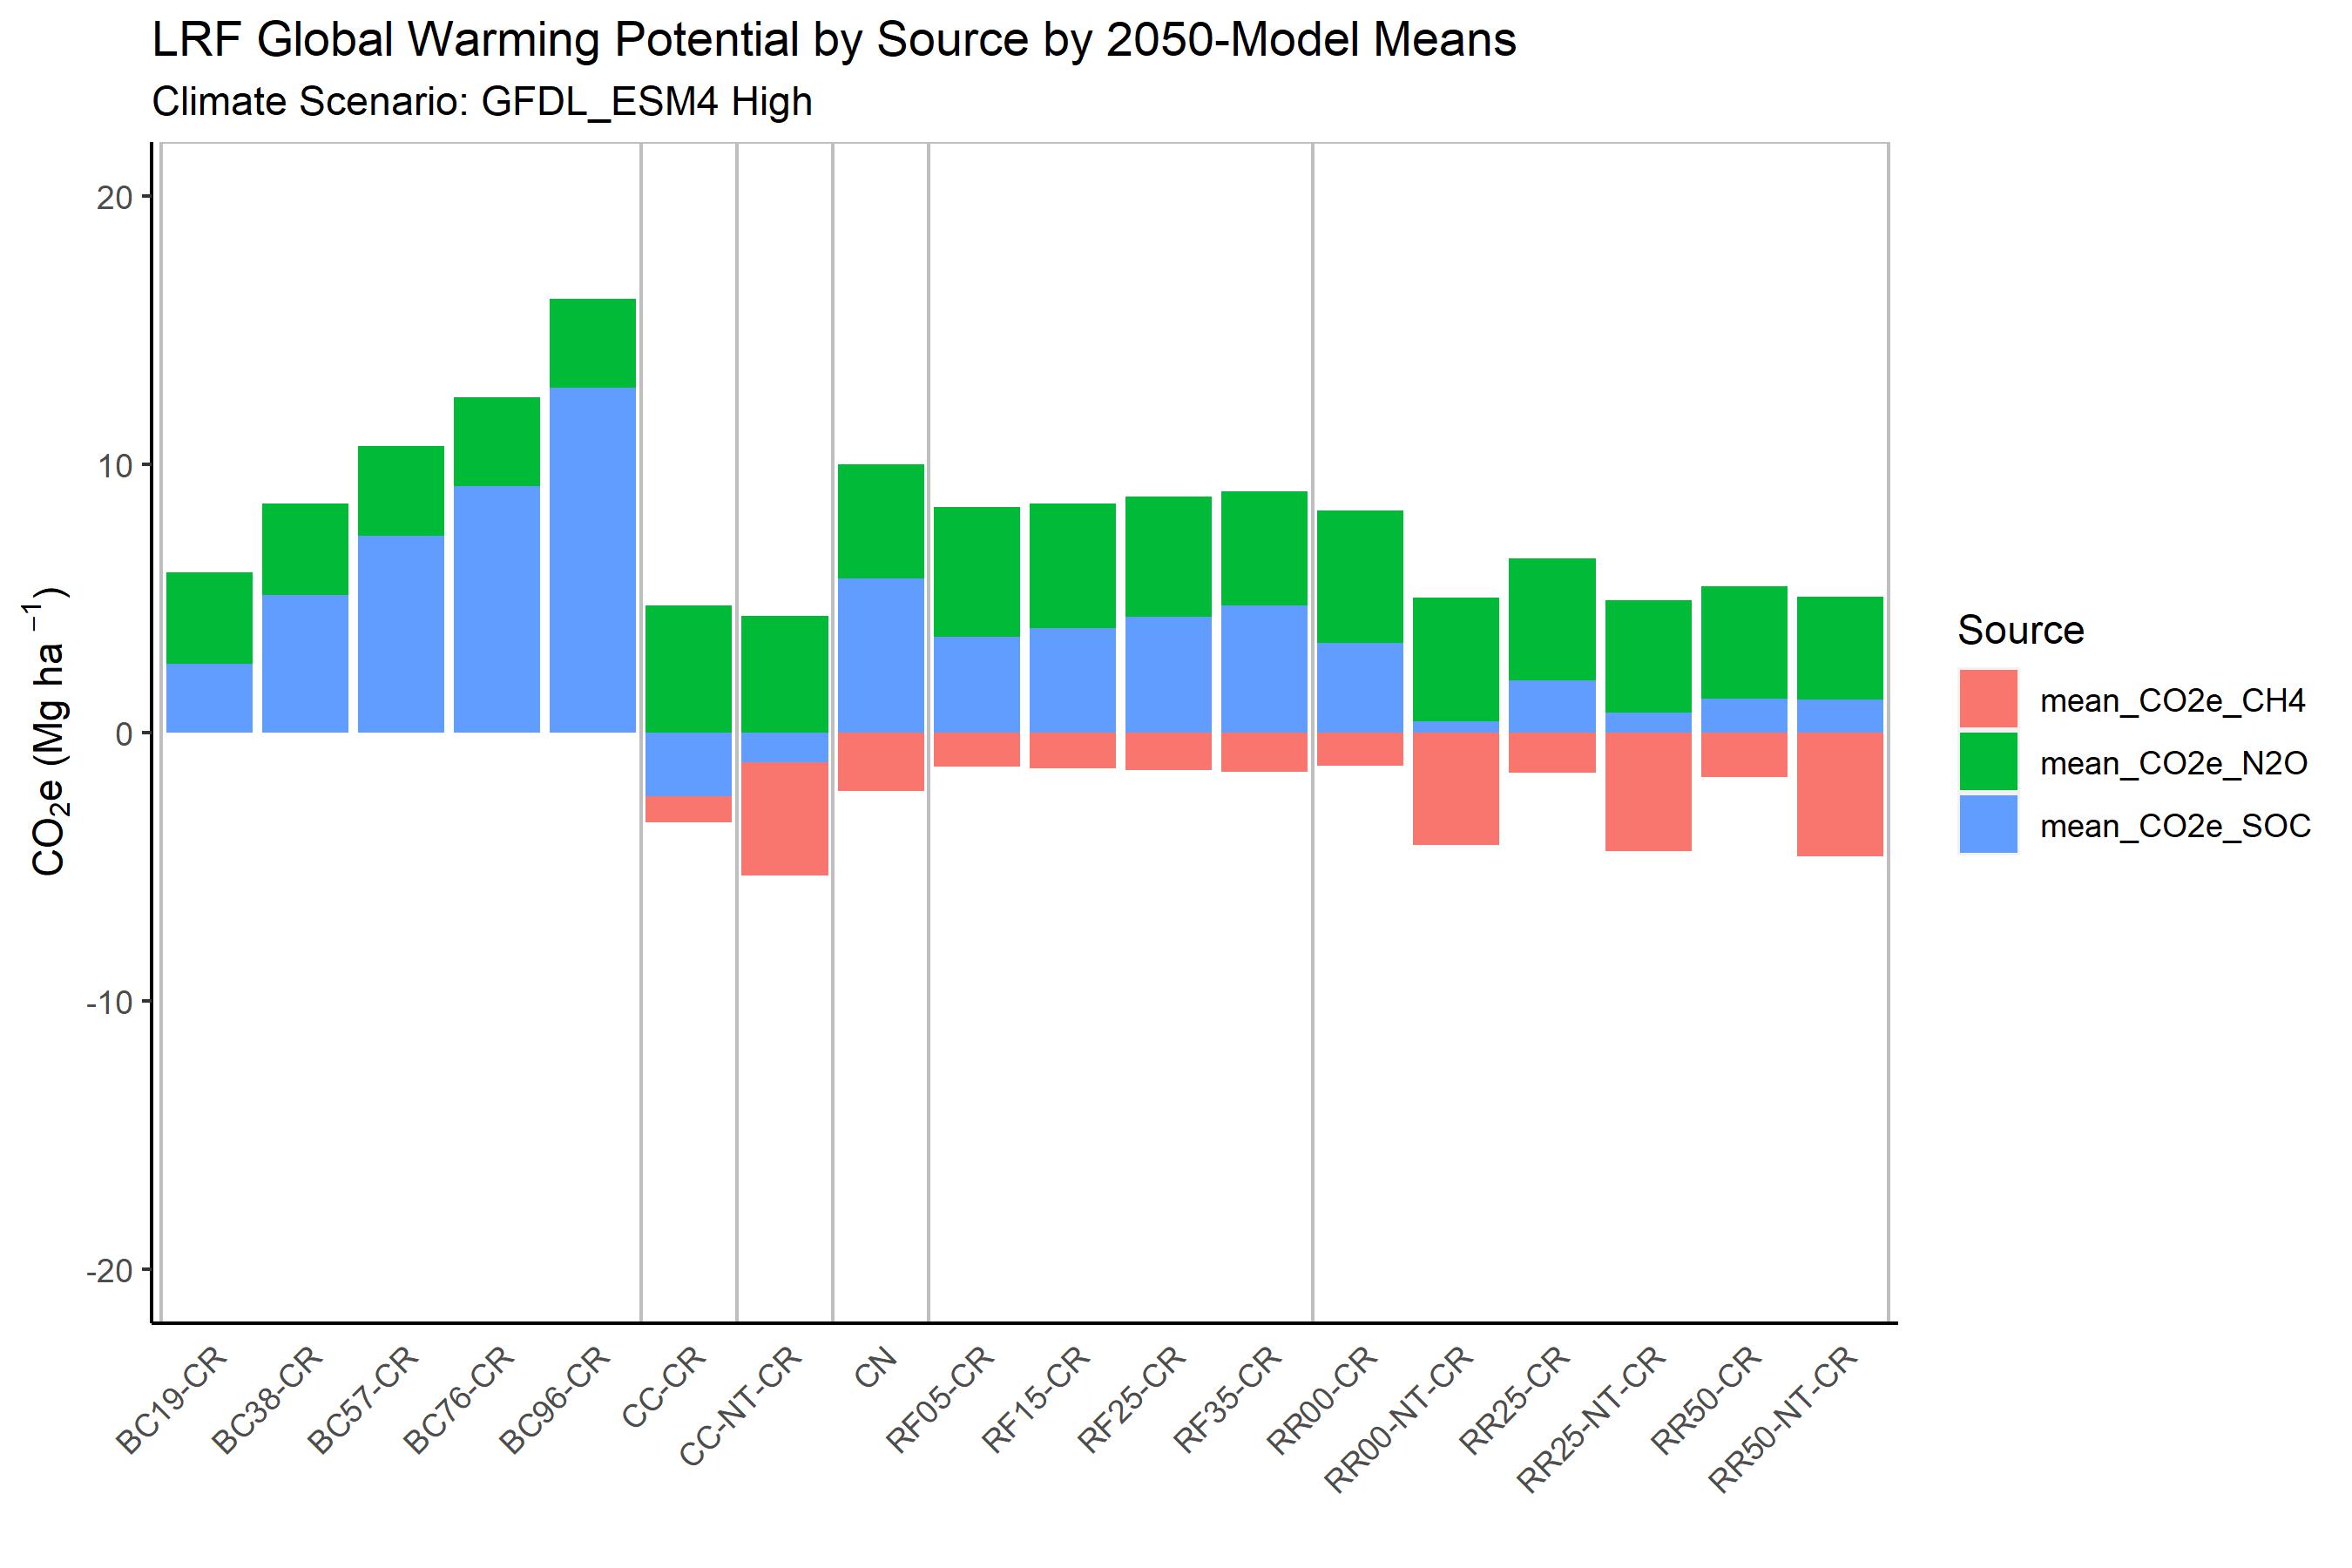 LRF Global Warming Potential by Source by 2050-Model Means
Climate Scenario: GFDL_ESM4 High
CO₂e (Mg ha ⁻¹)
20
10
0
-10
-20
BC19-CR
BC38-CR
BC57-CR
BC76-CR
BC96-CR
CC-CR
CC-NT-CR
CN
RF05-CR
RF15-CR
RF25-CR
RF35-CR
RR00-CR
RR00-NT-CR
RR25-CR
RR25-NT-CR
RR50-CR
RR50-NT-CR
Source
mean_CO2e_CH4
mean_CO2e_N2O
mean_CO2e_SOC